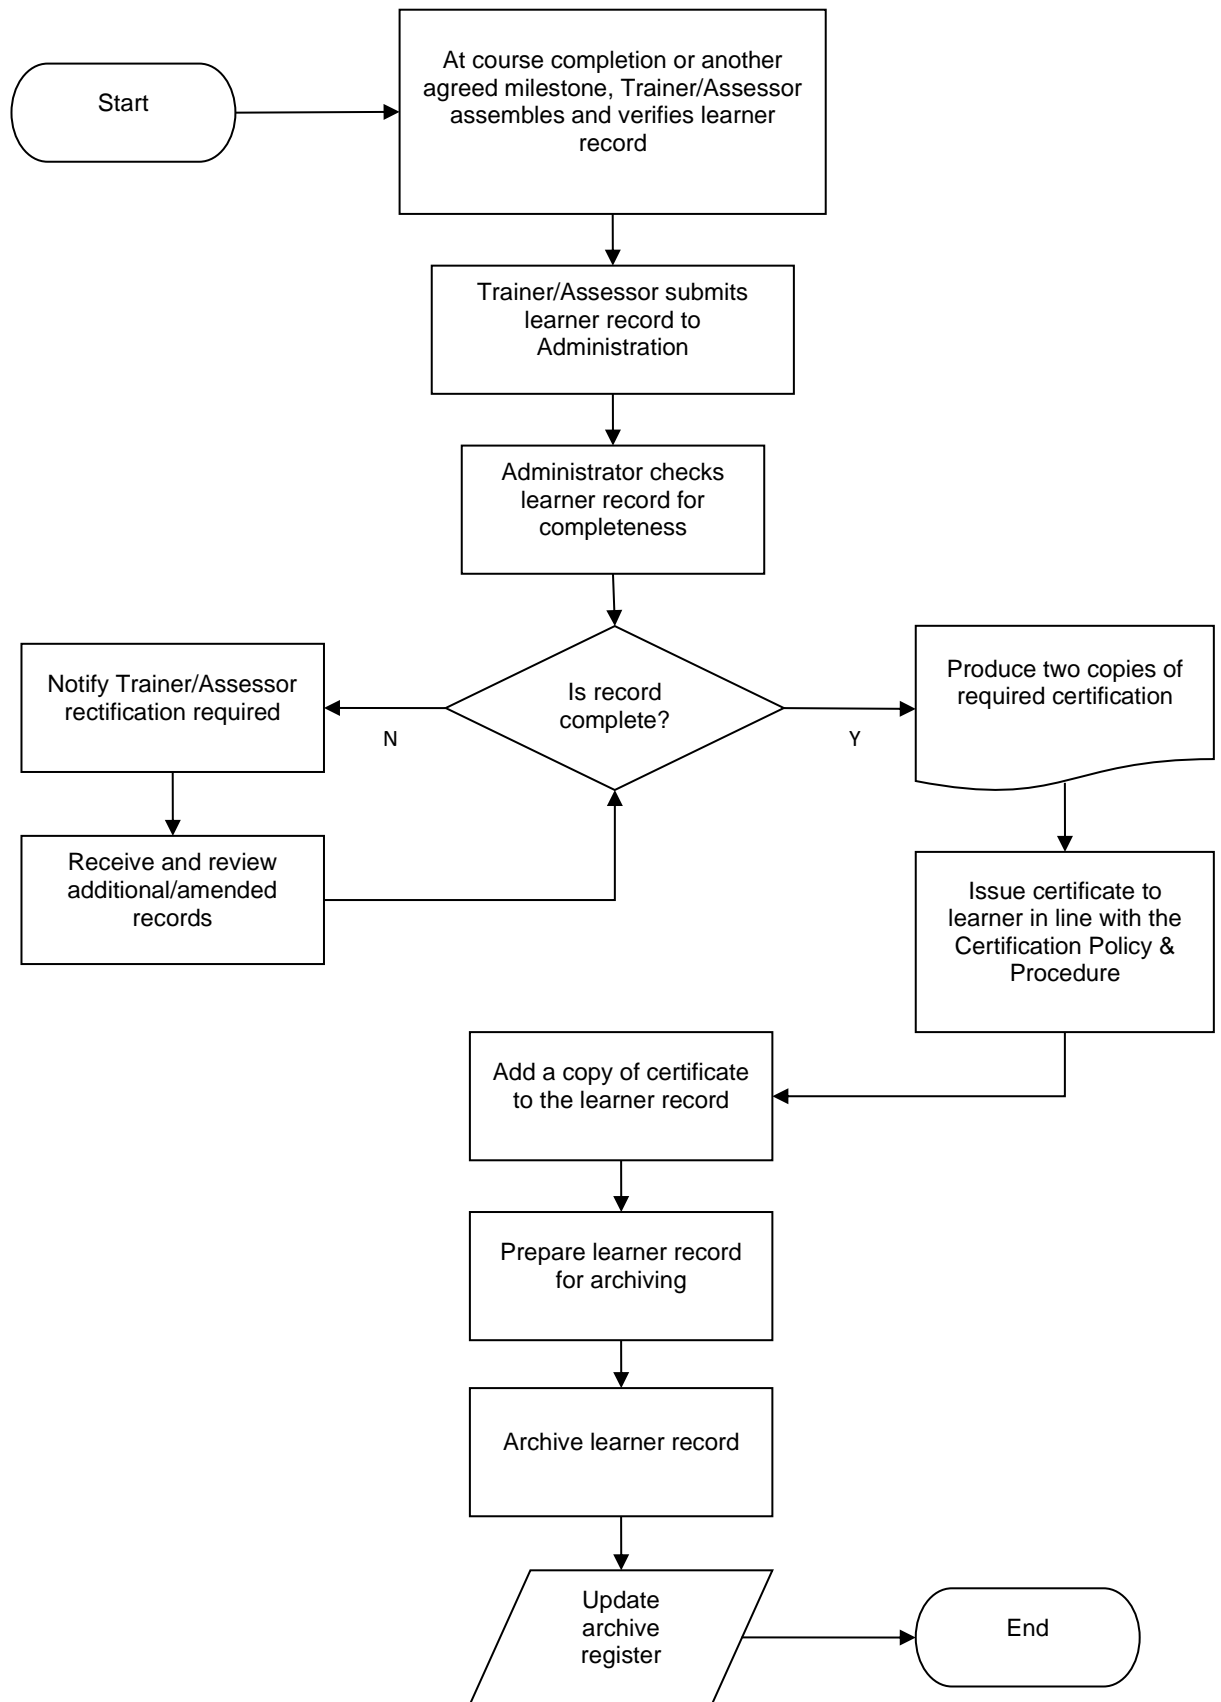 Start
At course completion or another
agreed milestone, Trainer/Assessor
assembles and verifies learner
record
Trainer/Assessor submits
learner record to
Administration
Administrator checks
learner record for
completeness
Is record
complete?
N
Y
Notify Trainer/Assessor
rectification required
Receive and review
additional/amended
records
Produce two copies of
required certification
Issue certificate to
learner in line with the
Certification Policy &
Procedure
Add a copy of certificate
to the learner record
Prepare learner record
for archiving
Archive learner record
Update
archive
register
End